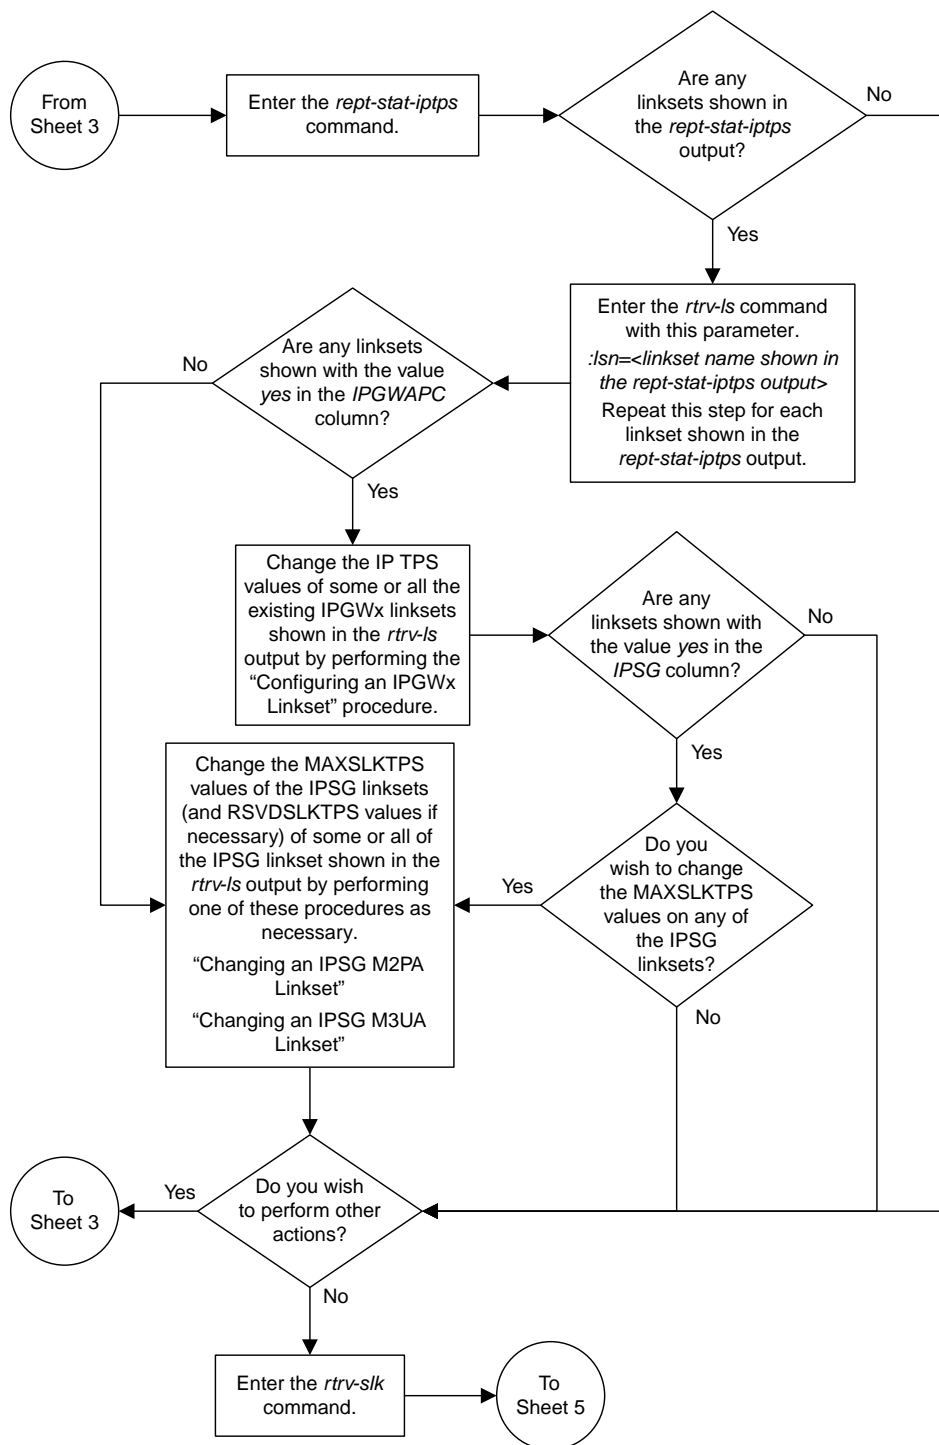 From
Sheet 3
Enter the rept-stat-iptps
command.
Are any
linksets shown in
the rept-stat-iptps
output?
No
Yes
Enter the rtrv-ls command
with this parameter.
:lsn=<linkset name shown in
the rept-stat-iptps output>
Repeat this step for each
linkset shown in the
rept-stat-iptps output.
Are any linksets
shown with the value
yes in the IPGWAPC
column?
No
Yes
Change the IP TPS
values of some or all the
existing IPGWx linksets
shown in the rtrv-ls
output by performing the
“Configuring an IPGWx
Linkset” procedure.
Are any
linksets shown with
the value yes in the
IPSG column?
No
Yes
Do you
wish to change
the MAXSLKTPS
values on any of
the IPSG
linksets?
Yes
No
Change the MAXSLKTPS
values of the IPSG linksets
(and RSVDSLKTPS values if
necessary) of some or all of
the IPSG linkset shown in the
rtrv-ls output by performing
one of these procedures as
necessary.
“Changing an IPSG M2PA
Linkset”
“Changing an IPSG M3UA
Linkset”
Do you wish
to perform other
actions?
Yes
To
Sheet 3
No
Enter the rtrv-slk
command.
To
Sheet 5